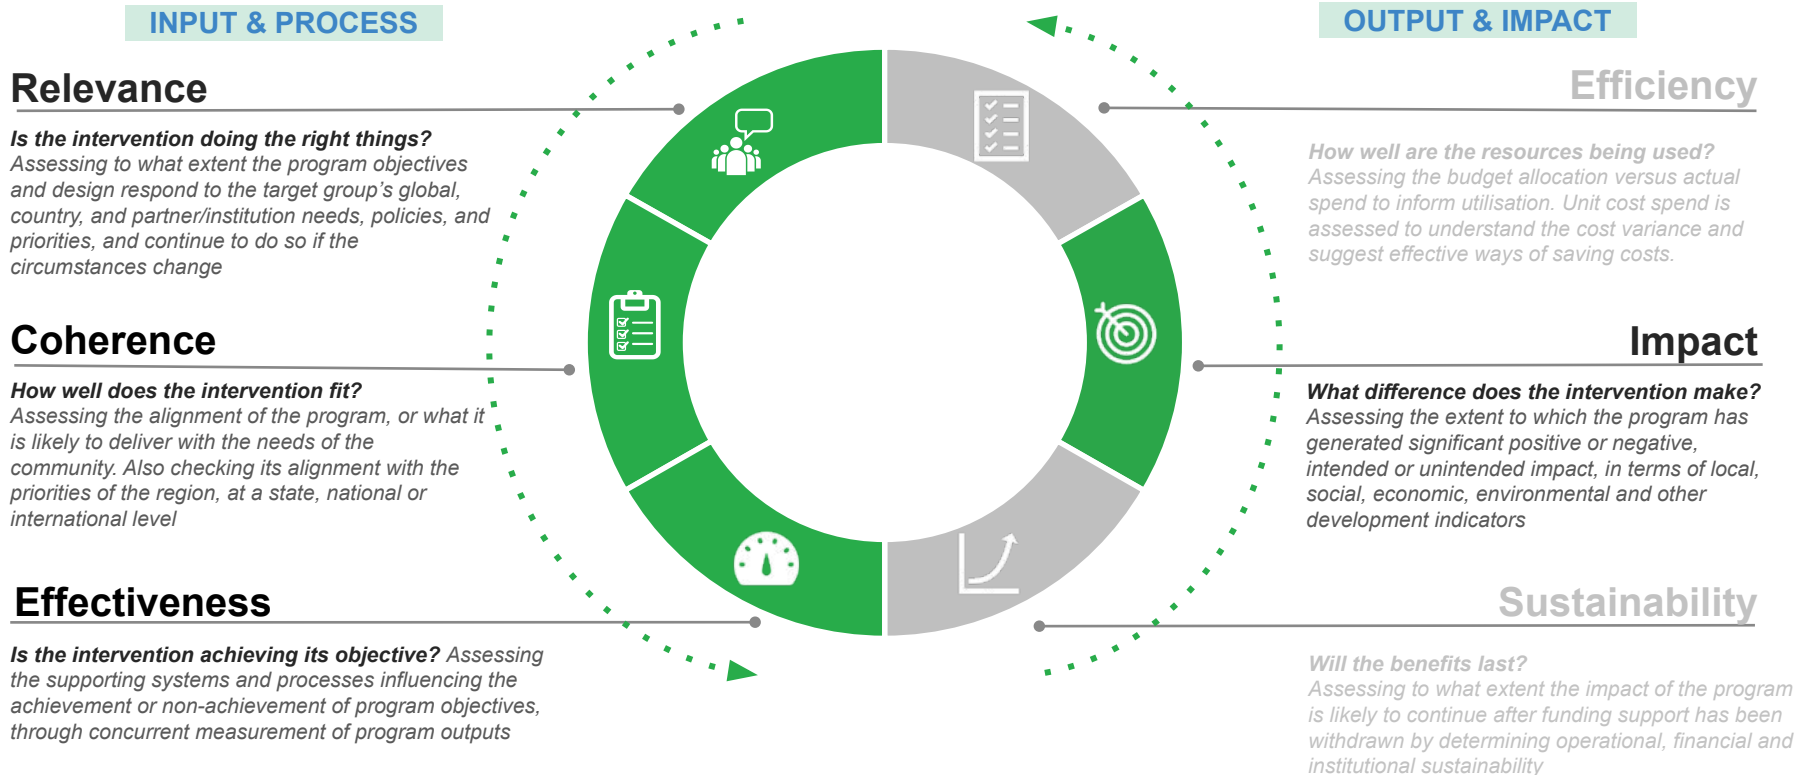 INPUT & PROCESS
Relevance
Is the intervention doing the right things?
Assessing to what extent the program objectives
and design respond to the target group's global,
country, and partner/institution needs, policies, and
priorities, and continue to do so if the
circumstances change
Coherence
How well does the intervention fit?
Assessing the alignment of the program, or what it
is likely to deliver with the needs of the
community. Also checking its alignment with the
priorities of the region, at a state, national or
international level
Effectiveness
Is the intervention achieving its objective? Assessing
the supporting systems and processes influencing the
achievement or non-achievement of program objectives,
through concurrent measurement of program outputs
OUTPUT & IMPACT
Efficiency
How well are the resources being used?
Assessing the budget allocation versus actual
spend to inform utilisation. Unit cost spend is
assessed to understand the cost variance and
suggest effective ways of saving costs.
Impact
What difference does the intervention make?
Assessing the extent to which the program has
generated significant positive or negative,
intended or unintended impact, in terms of local,
social, economic, environmental and other
development indicators
Sustainability
Will the benefits last?
Assessing to what extent the impact of the program
is likely to continue after funding support has been
withdrawn by determining operational, financial and
institutional sustainability